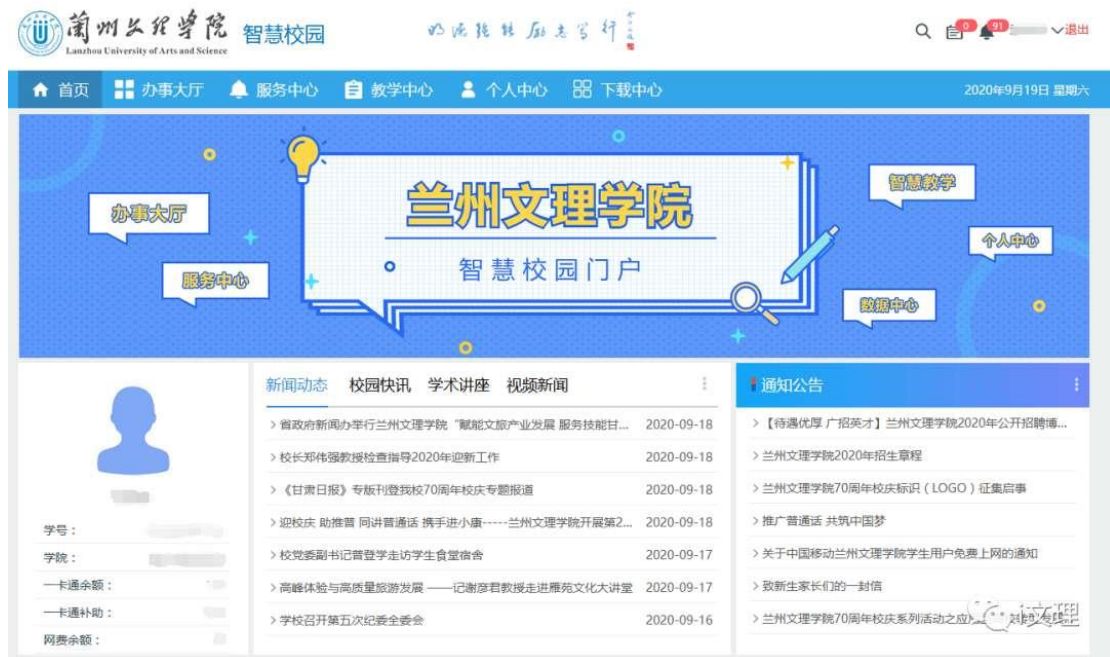 蘭州文理学院
Lanzhou University of Arts and Science
智慧校园
0
91
退出
首页 办事大厅 服务中心 教学中心 个人中心 下载中心
2020年9月19日 星期六
兰州文理学院
智慧校园门户
办事大厅
服务中心
智慧教学
个人中心
数据中心
学号：
学院：
一卡通余额：
一卡通补助：
网费余额：
新闻动态 校园快讯 学术讲座 视频新闻
省政府新闻办举行兰州文理学院“赋能文旅产业发展 服务技能甘... 2020-09-18
校长郑伟强教授检查指导2020年迎新工作 2020-09-18
《甘肃日报》专版刊登我校70周年校庆专题报道 2020-09-18
迎校庆 助推普 同讲普通话 携手进小康-----兰州文理学院开展第2... 2020-09-18
校党委副书记曾登学走访学生食堂宿舍 2020-09-17
高峰体验与高质量旅游发展 ——记谢彦君教授走进雁苑文化大讲堂 2020-09-17
学校召开第五次纪委全委会 2020-09-16
通知公告
【待遇优厚 广招英才】兰州文理学院2020年公开招聘博...
兰州文理学院2020年招生章程
兰州文理学院70周年校庆标识（LOGO）征集启事
推广普通话 共筑中国梦
关于中国移动兰州文理学院学生用户免费上网的通知
致新生家长们的一封信
兰州文理学院70周年校庆系列活动之应
i文理